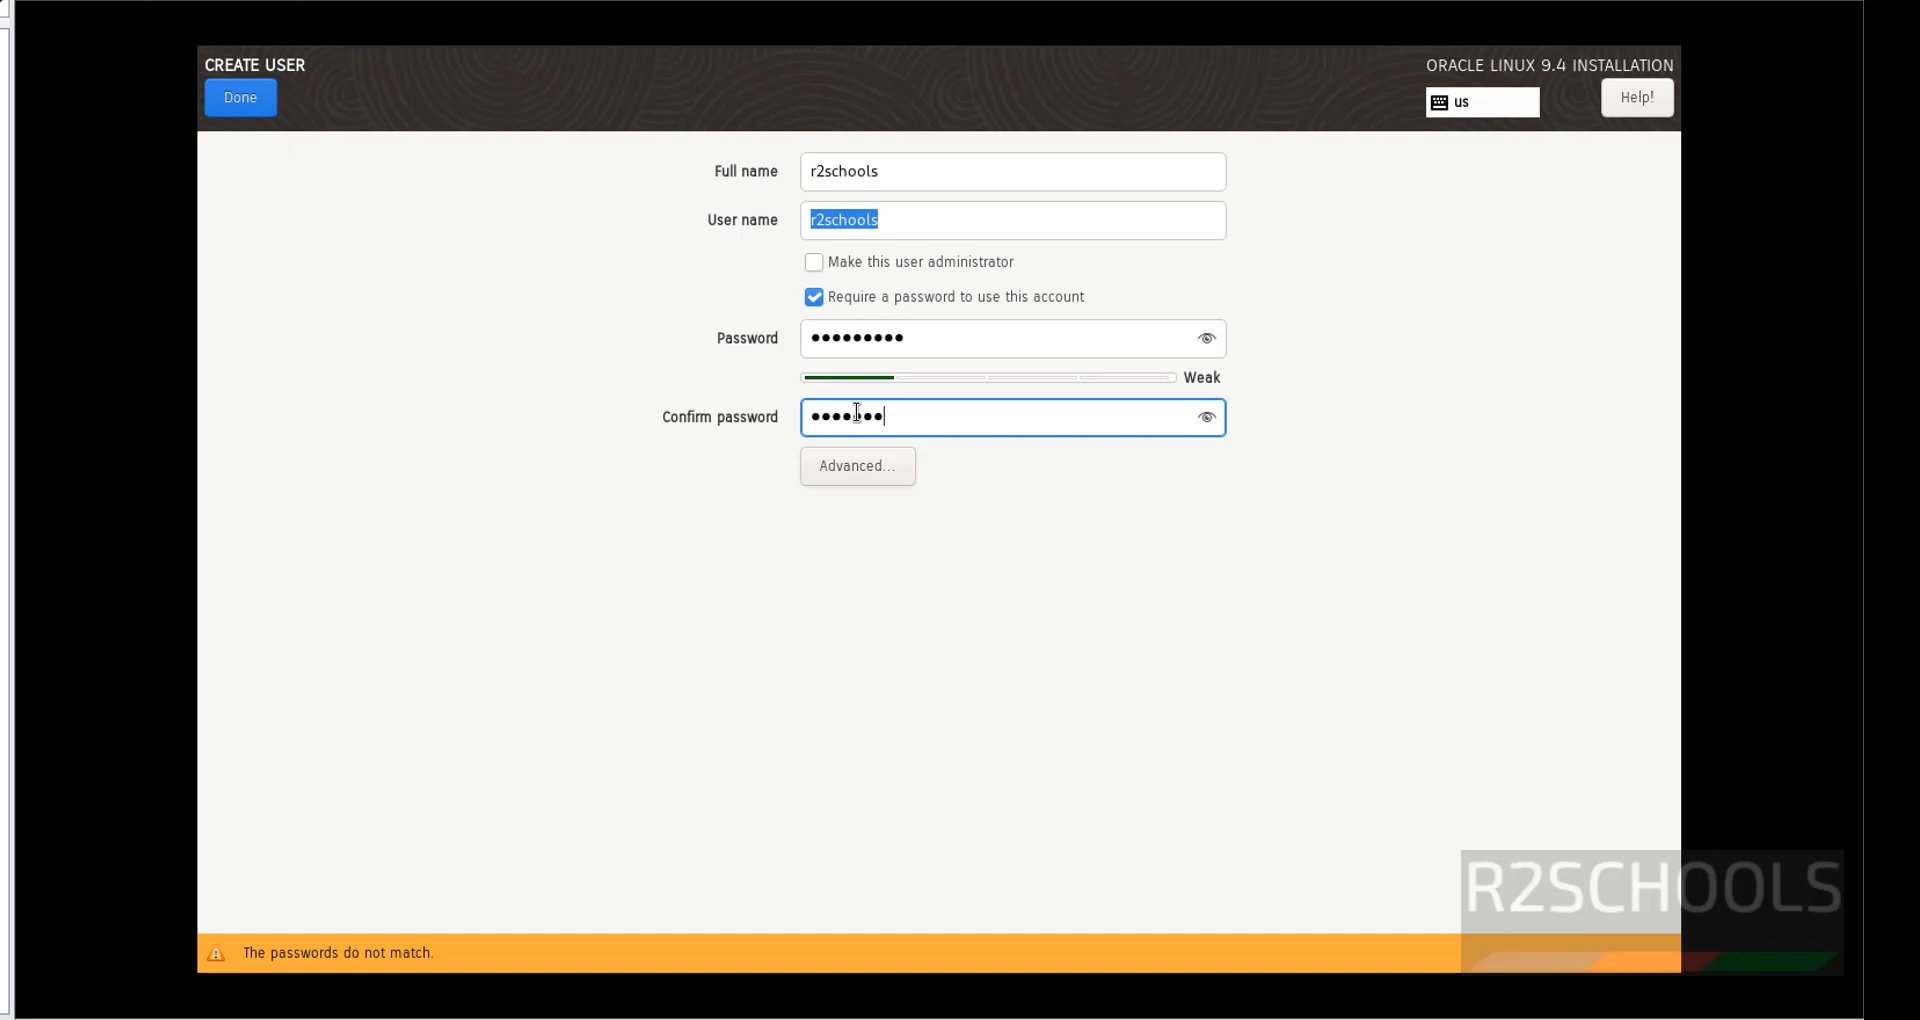 CREATE USER
ORACLE LINUX 9.4 INSTALLATION
Done
us
Help!
Full name
r2schools
User name
r2schools
Make this user administrator
Require a password to use this account
Password
●●●●●●●●●
Weak
Confirm password
●●●●●●●
Advanced...
R2SCHOOLS
The passwords do not match.